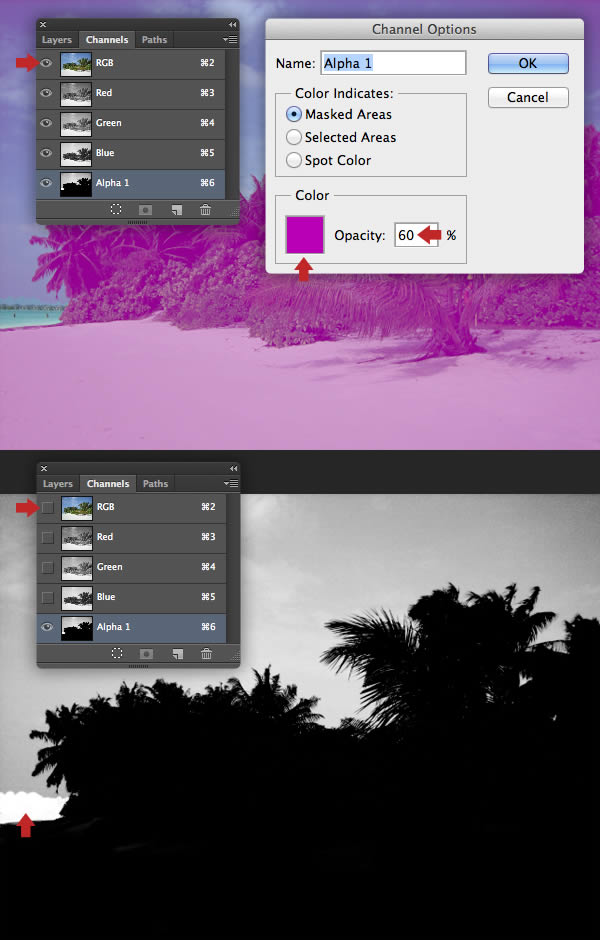 Layers Channels Paths
RGB ⌘2
Red ⌘3
Green ⌘4
Blue ⌘5
Alpha 1 ⌘6
Channel Options
Name: Alpha 1
OK
Cancel
Color Indicates:
Masked Areas
Selected Areas
Spot Color
Color
Opacity: 60 %
Layers Channels Paths
RGB ⌘2
Red ⌘3
Green ⌘4
Blue ⌘5
Alpha 1 ⌘6